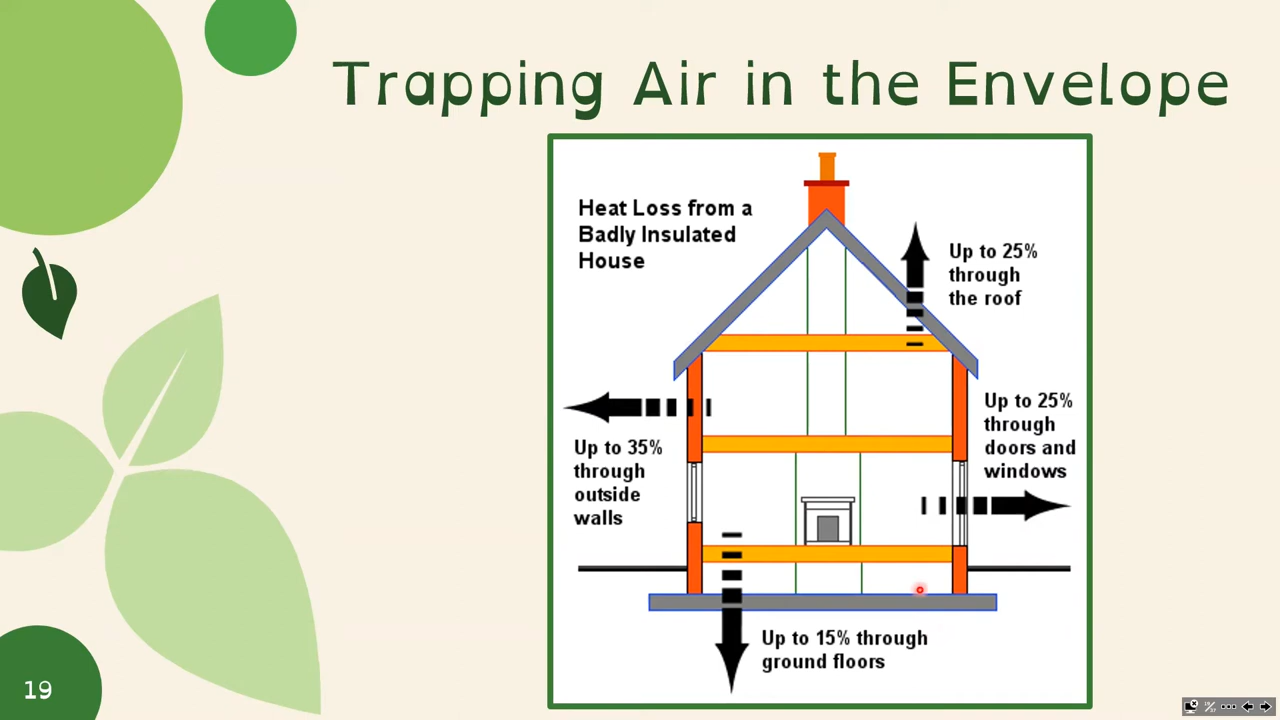 Trapping Air in the Envelope
Heat Loss from a
Badly Insulated
House
Up to 25%
through
the roof
Up to 25%
through
doors and
windows
Up to 35%
through
outside
walls
Up to 15% through
ground floors
19